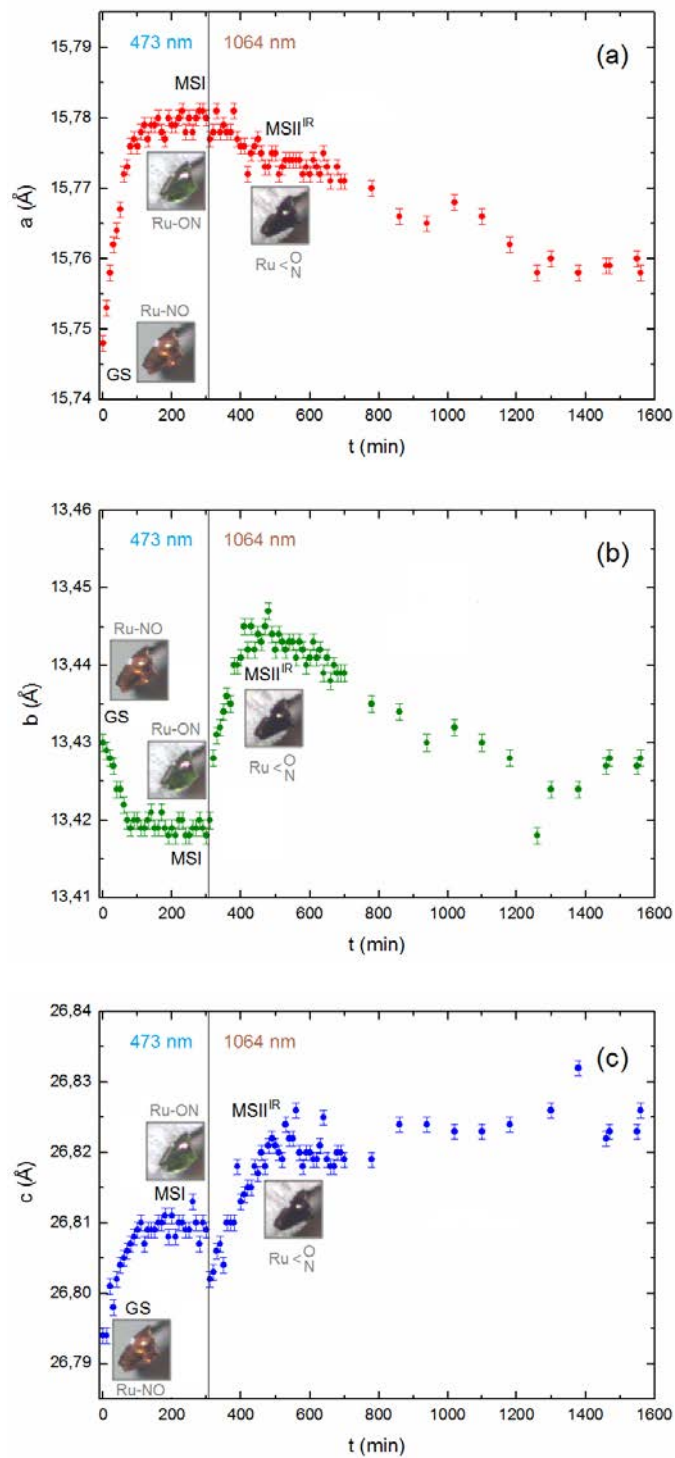 473 nm 1064 nm (a)
15,79
MSI
15,78
MSII^IR
15,77
Ru-ON
Ru< O N
15,76
a (Å)
Ru-NO
15,75
GS
15,74
0 200 400 600 800 1000 1200 1400 1600
t (min)
13,46
473 nm 1064 nm (b)
13,45
Ru-NO
13,44
MSII^IR
GS
Ru-ON
13,43
Ru< O N
b (Å)
13,42
MSI
13,41
0 200 400 600 800 1000 1200 1400 1600
t (min)
26,84
473 nm 1064 nm (c)
26,83
Ru-ON
MSII^IR
26,82
MSI
26,81
Ru< O N
c (Å)
26,80
GS
26,79
Ru-NO
0 200 400 600 800 1000 1200 1400 1600
t (min)